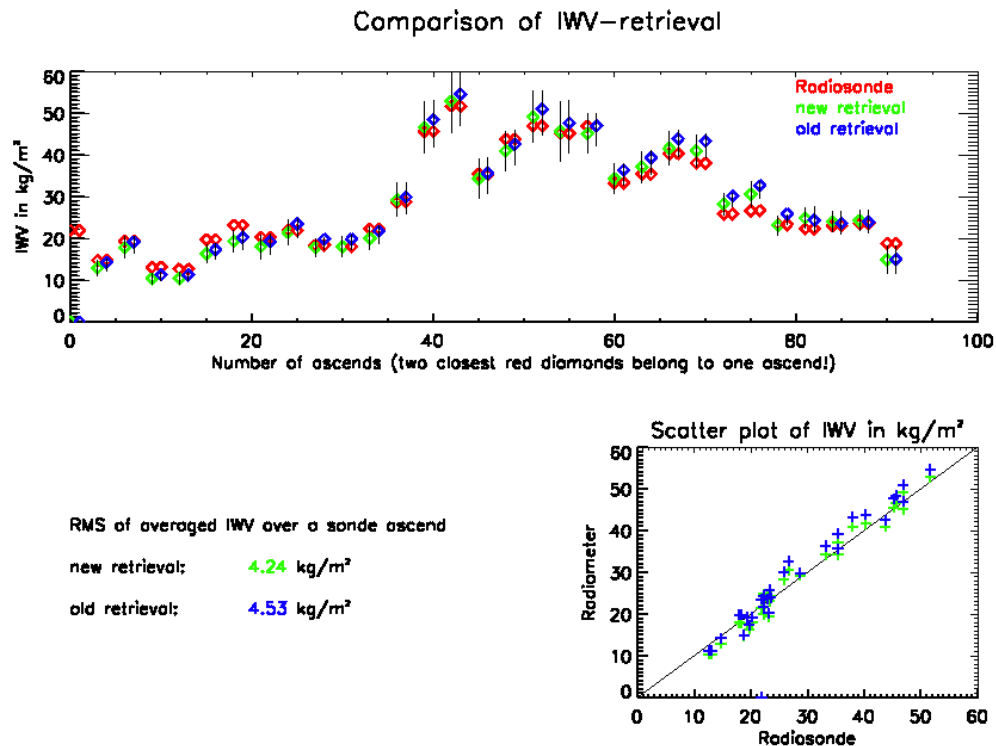 Comparison of IWV-retrieval
60
50
40
30
20
10
0
IWV in kg/m²
Radiosonde
new retrieval
old retrieval
0 20 40 60 80 100
Number of ascends (two closest red diamonds belong to one ascend!)
Scatter plot of IWV in kg/m²
60
50
40
30
20
10
0
Radiameter
0 10 20 30 40 50 60
Radiosonde
RMS of averaged IWV over a sonde ascend
new retrieval: 4.24 kg/m²
old retrieval: 4.53 kg/m²